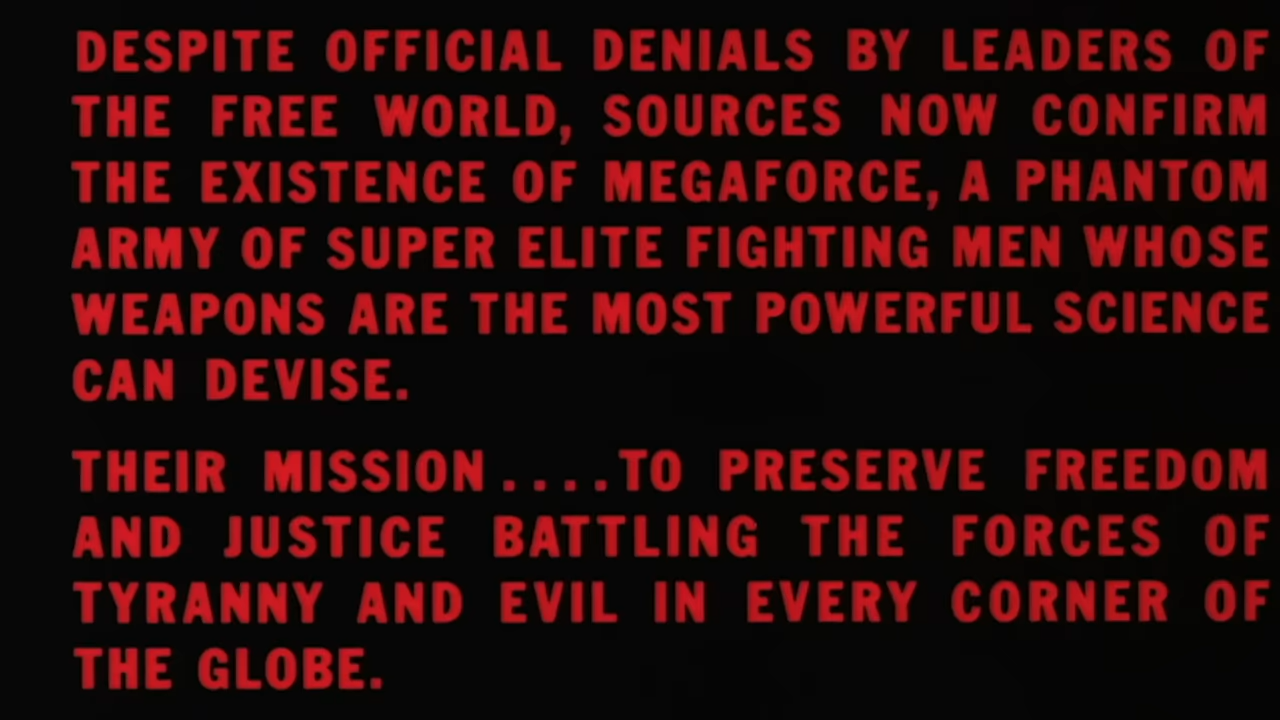 DESPITE OFFICIAL DENIALS BY LEADERS OF
THE FREE WORLD, SOURCES NOW CONFIRM
THE EXISTENCE OF MEGAFORCE, A PHANTOM
ARMY OF SUPER ELITE FIGHTING MEN WHOSE
WEAPONS ARE THE MOST POWERFUL SCIENCE
CAN DEVISE.
THEIR MISSION....TO PRESERVE FREEDOM
AND JUSTICE BATTLING THE FORCES OF
TYRANNY AND EVIL IN EVERY CORNER OF
THE GLOBE.